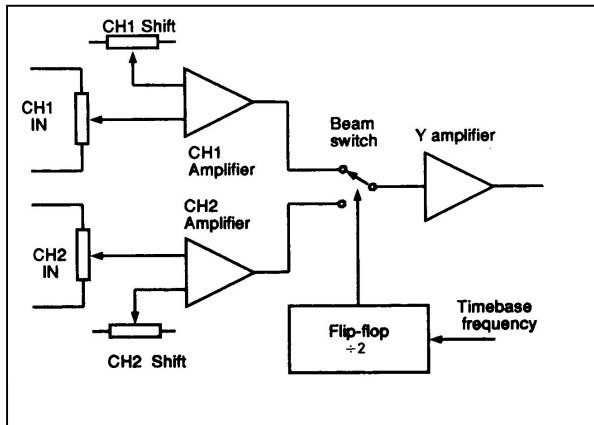 CH1 Shift
CH1
IN
CH1
Amplifier
Beam
switch
Y amplifier
CH2
Amplifier
CH2
IN
CH2 Shift
Flip-flop
÷2
Timebase
frequency